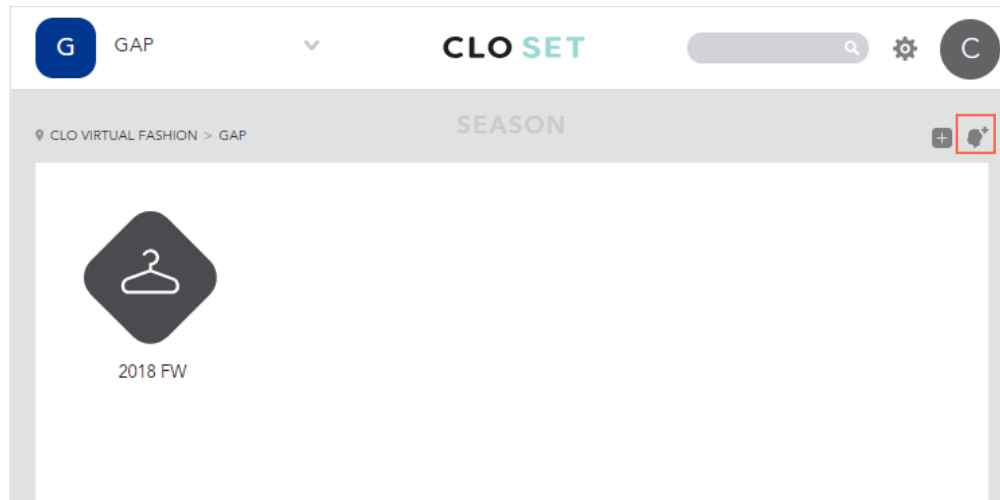 G GAP CLO SET C
SEASON
CLO VIRTUAL FASHION > GAP
2018 FW